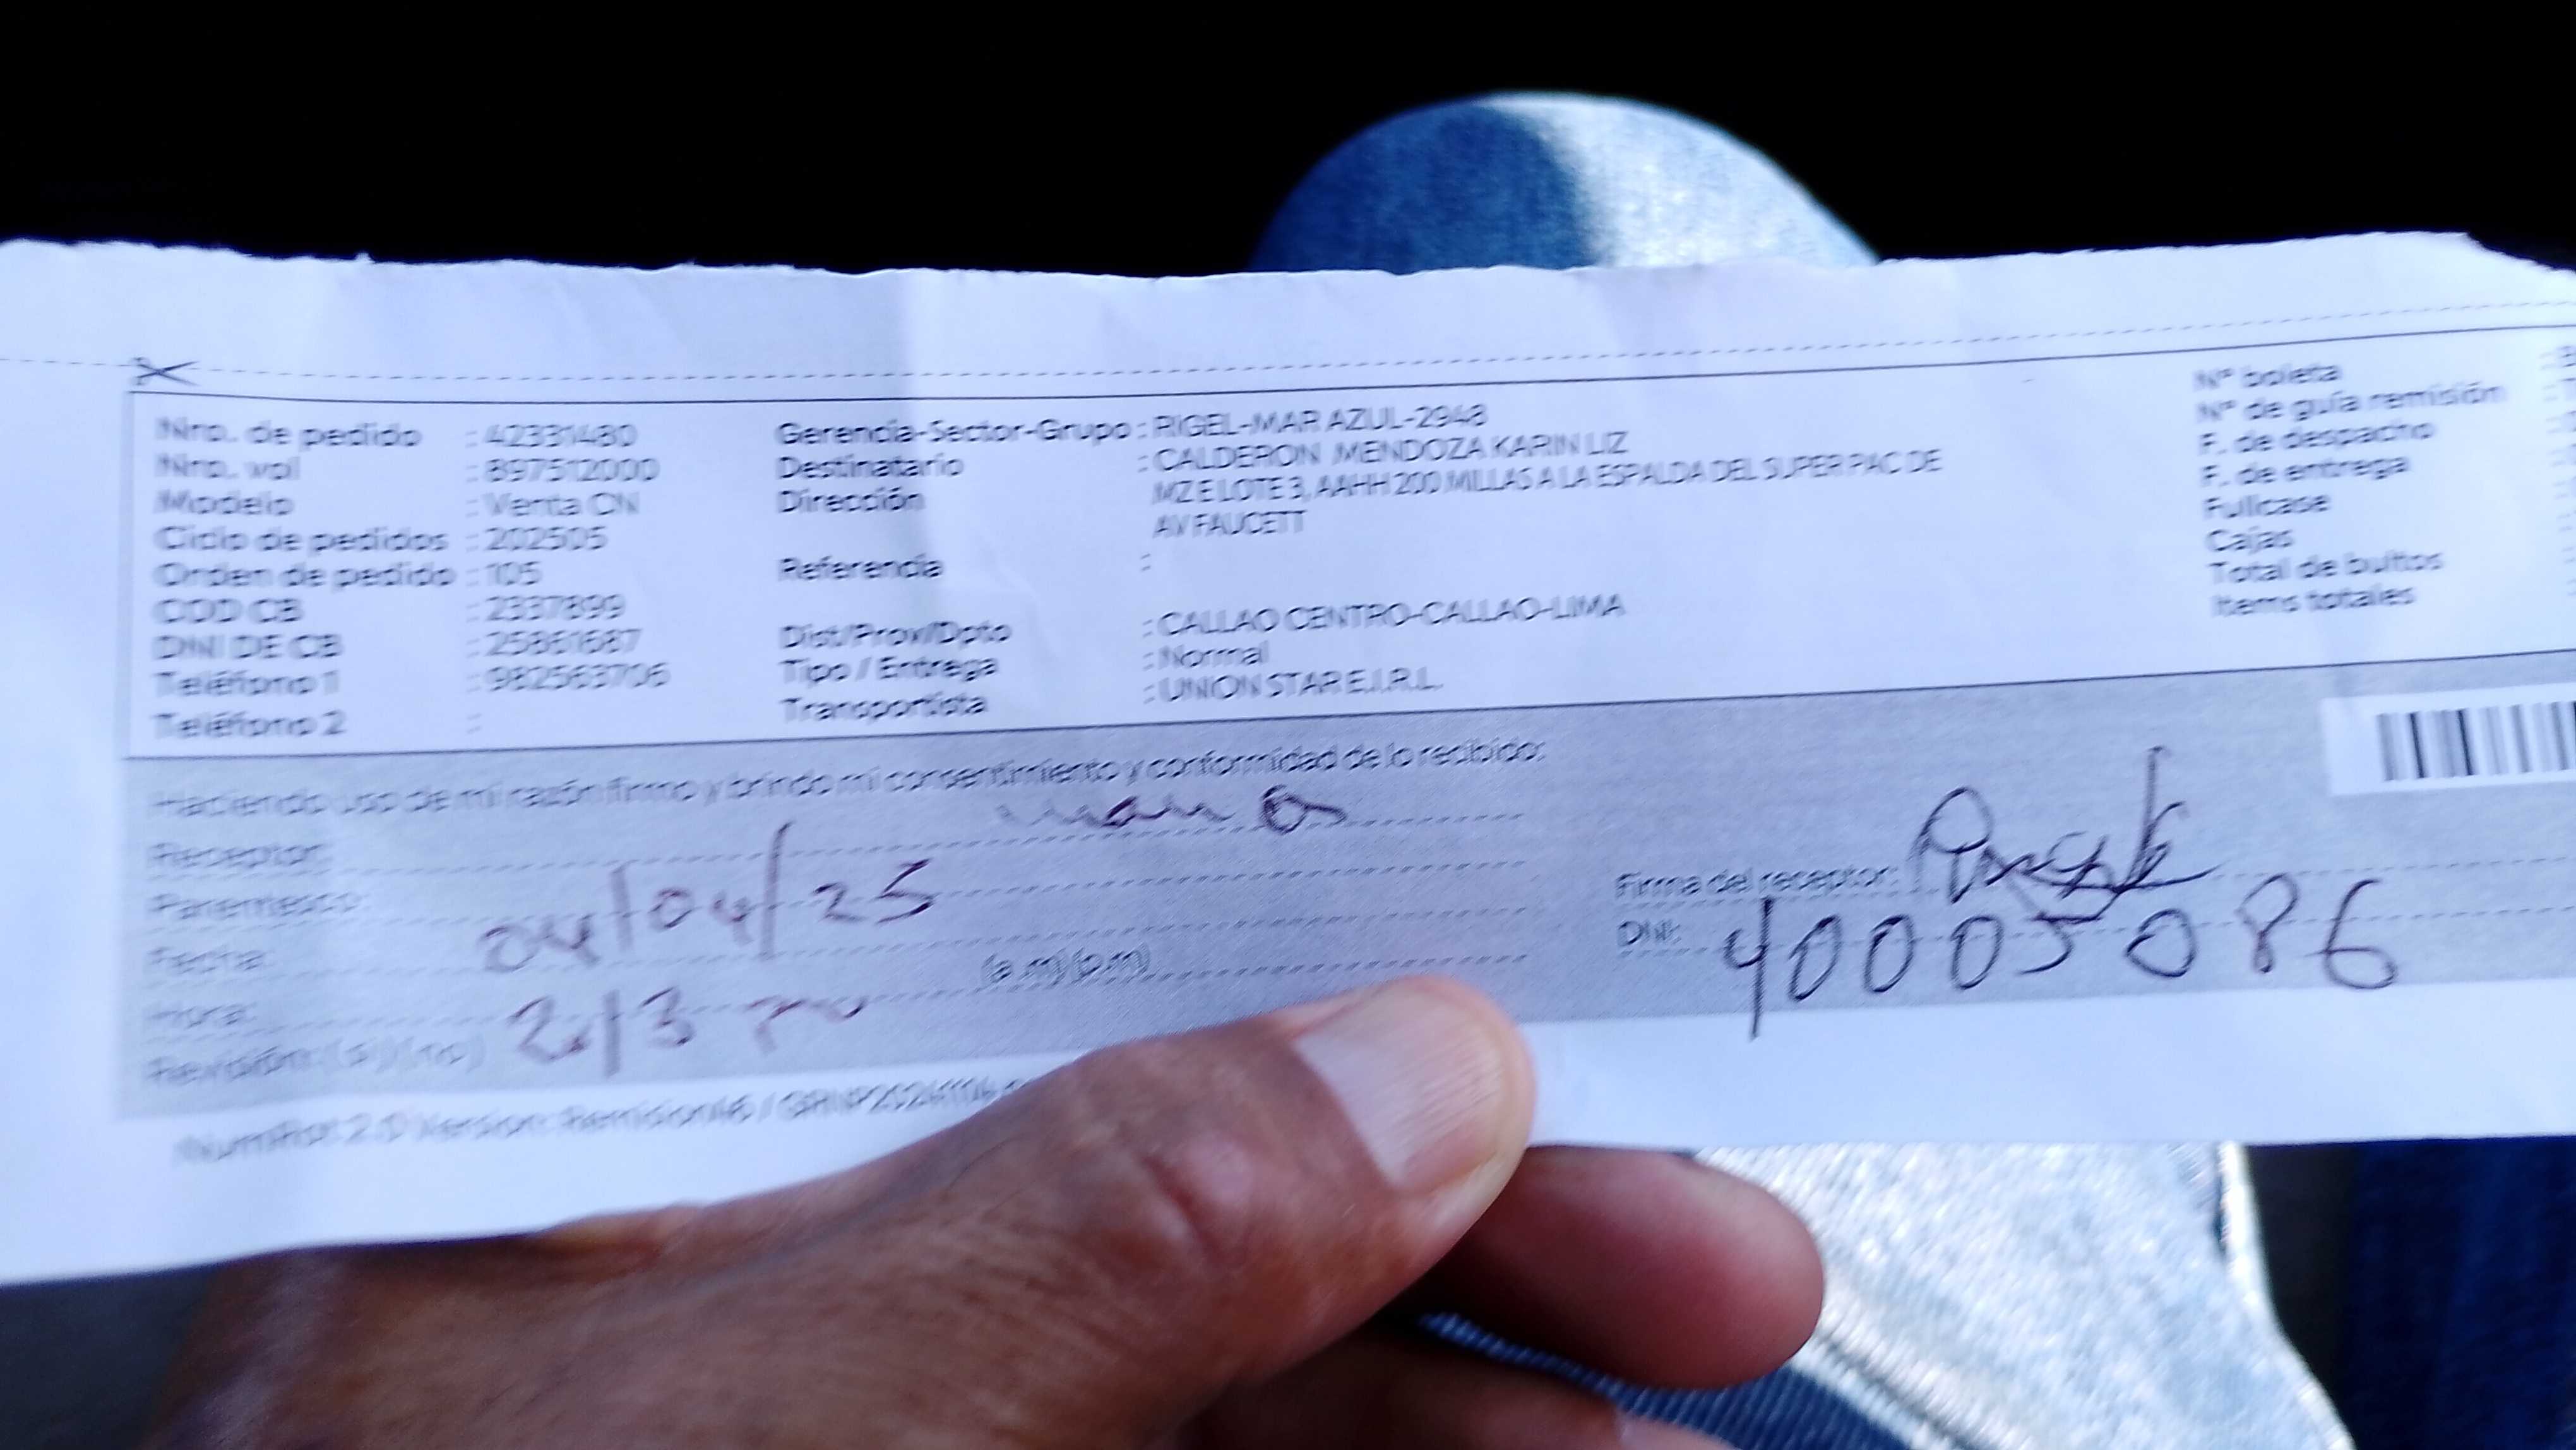 Nro. de pedido : 42331480
Nro. vol : 897512000
Modelo : Venta CN
Ciclo de pedidos : 202505
Orden de pedido : 105
COD CB : 2337899
DNI DE CB : 25861687
Teléfono 1 : 982563706
Teléfono 2 :
Gerencia-Sector-Grupo : RIGEL-MAR AZUL-2948
Destinatario : CALDERON MENDOZA KARIN LIZ
Dirección MZ E LOTE 3, AAHH 200 MILLAS A LA ESPALDA DEL SUPER PAC DE
AV FAUCETT
Referencia :
Dist/Prov/Dpto : CALLAO CENTRO-CALLAO-LIMA
Tipo / Entrega : Normal
Transportista : UNION STAR E.I.R.L.
N° boleta
N° de guía remisión
F. de despacho
F. de entrega
Fullcase
Cajas
Total de bultos
Items totales
Haciendo uso de mi razón firmo y brindo mi consentimiento y conformidad de lo recibido:
Receptor:
Parentesco:
Fecha: 04/04/25
Hora: (a.m)/(p.m)
Revisión: (si) (no)
Firma del receptor:
DNI: 40005086